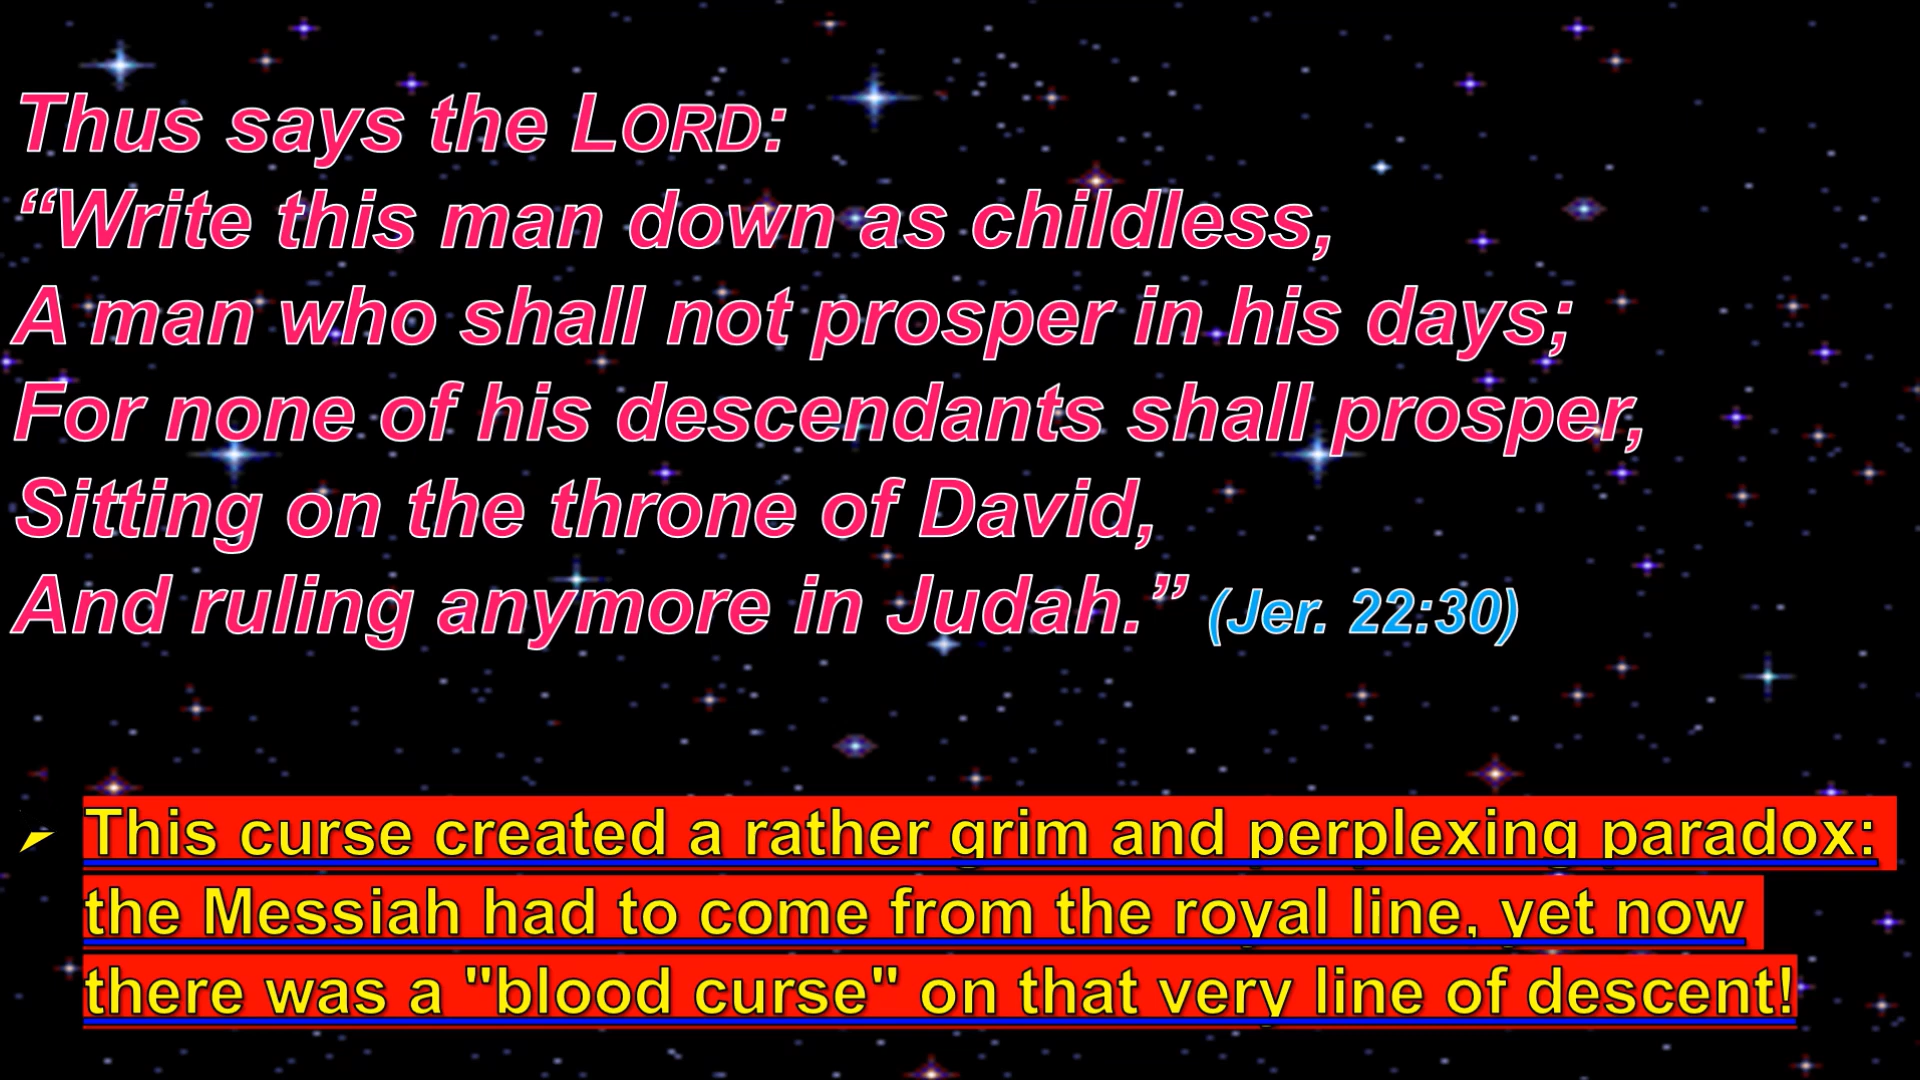 Thus says the LORD:
“Write this man down as childless,
A man who shall not prosper in his days;
For none of his descendants shall prosper,
Sitting on the throne of David,
And ruling anymore in Judah.” (Jer. 22:30)
This curse created a rather grim and perplexing paradox:
the Messiah had to come from the royal line, yet now
there was a "blood curse" on that very line of descent!